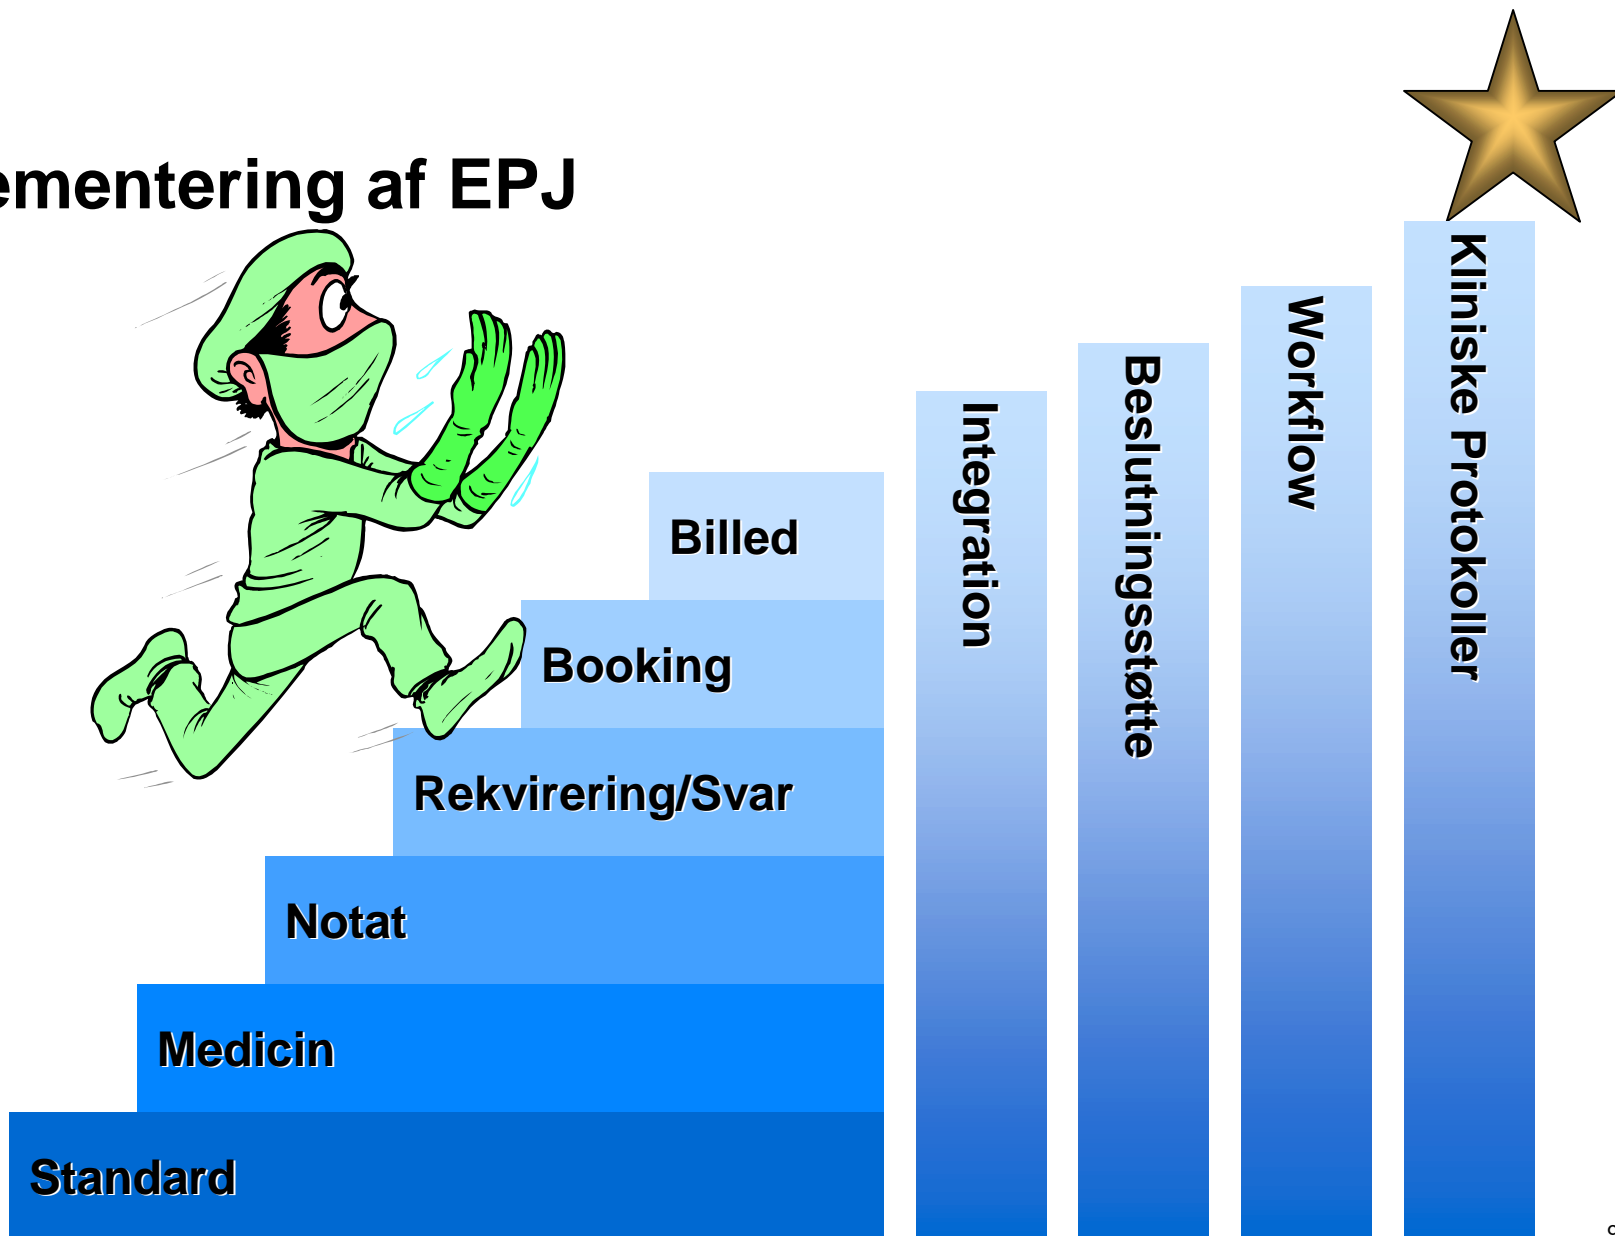 ementering af EPJ
Billed
Booking
Rekvirering/Svar
Notat
Medicin
Standard
Integration
Beslutningsstøtte
Workflow
Kliniske Protokoller